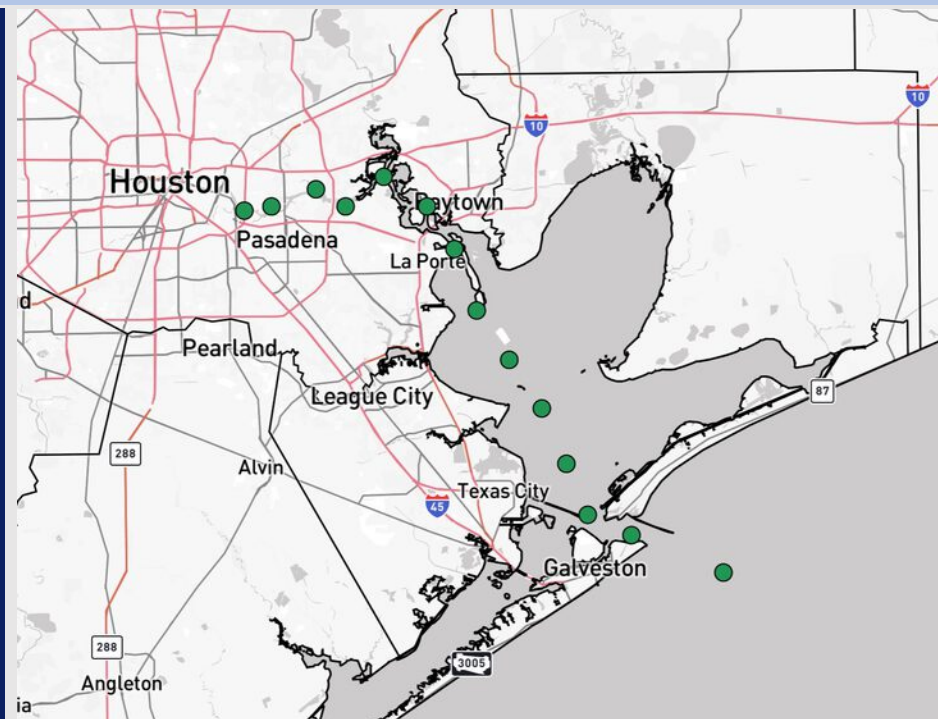 10
10
Houston
Baytown
Pasadena
La Porte
d
Pearland
League City
87
288
Alvin
Texas City
45
Galveston
288
3005
Angleton
ia